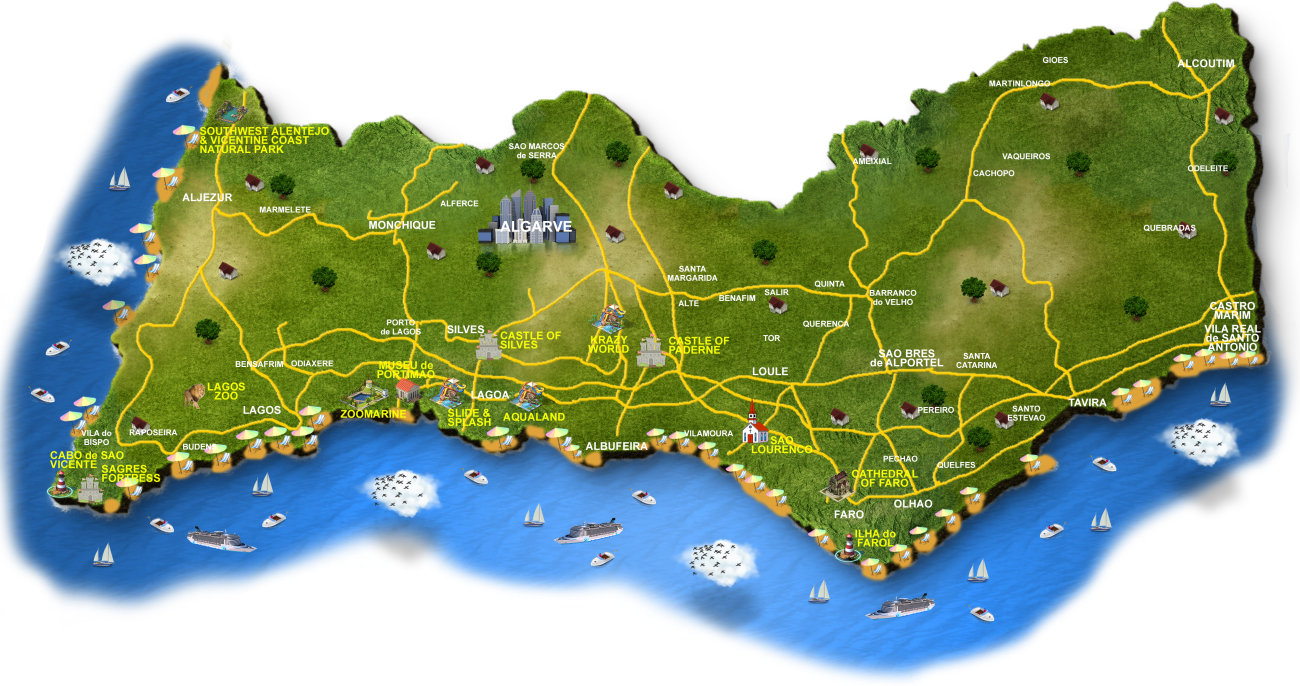 GIOES
ALCOUTIM
MARTINLONGO
SOUTHWEST ALENTEJO
& VICENTINE COAST
NATURAL PARK
SAO MARCOS
de SERRA
AMEIXIAL
VAQUEIROS
CACHOPO
ODELEITE
ALJEZUR
MARMELETE
ALFERCE
MONCHIQUE
ALGARVE
QUEBRADAS
SANTA
MARGARIDA
ALTE
BENAFIM
SALIR
QUINTA
BARRANCO
do VELHO
CASTRO
MARIM
VILA REAL
de SANTO
ANTONIO
PORTO
de LAGOS
SILVES
CASTLE OF
SILVES
KRAZY
WORLD
CASTLE OF
PADERNE
QUERENCA
TOR
SAO BRES
de ALPORTEL
SANTA
CATARINA
BENSAFRIM
ODIAXERE
MUSEU de
PORTIMAO
LOULE
LAGOS
ZOO
LAGOS
ZOOMARINE
LAGOA
SLIDE &
SPLASH
AQUALAND
TAVIRA
PEREIRO
SANTO
ESTEVAO
VILA do
BISPO
RAPOSEIRA
BUDENS
ALBUFEIRA
VILAMOURA
SAO
LOURENCO
CABO de SAO
VICENTE
SAGRES
FORTRESS
PECHAO
QUELFES
CATHEDRAL
OF FARO
FARO
OLHAO
ILHA do
FAROL